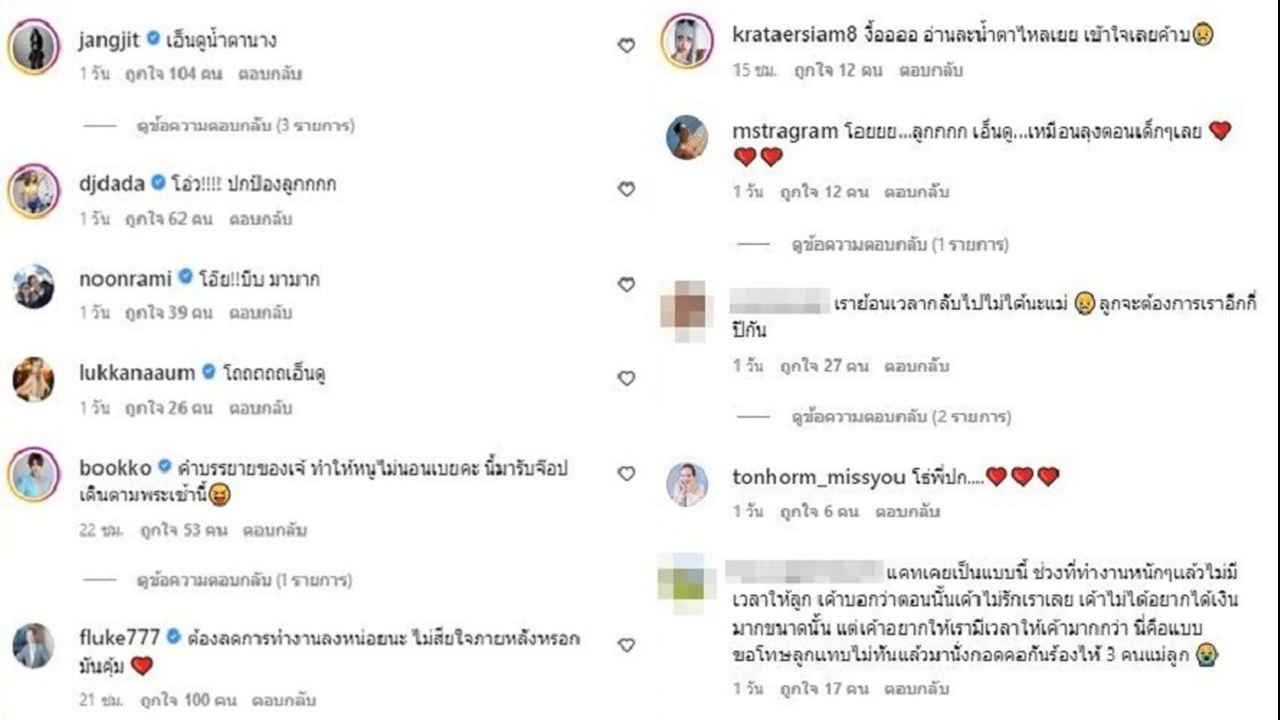 jangjit เอ็นดูน้ำตานาง
1 วัน ถูกใจ 104 คน ตอบกลับ
ดูข้อความตอบกลับ (3 รายการ)
djdada โอ๋ว!!!! ปกป้องลูกกกก
1 วัน ถูกใจ 62 คน ตอบกลับ
noonrami โอ๊ย!!บีบ มามาก
1 วัน ถูกใจ 39 คน ตอบกลับ
lukkanaaum โถถถถถเอ็นดู
1 วัน ถูกใจ 26 คน ตอบกลับ
bookko คำบรรยายของเจ้ ทำให้หนูไม่นอนเบยคะ นี้มารับจ๊อป
เดินตามพระเช้านี้😝
22 ชม. ถูกใจ 53 คน ตอบกลับ
ดูข้อความตอบกลับ (1 รายการ)
fluke777 ต้องลดการทำงานลงหน่อยนะ ไม่สียใจภายหลังหรอก
มันคุ้ม ❤️
21 ชม. ถูกใจ 100 คน ตอบกลับ
krataersiam8 งื้ออออ อ่านละน้ำตาไหลเยย เข้าใจเลยค้าบ😢
15 ชม. ถูกใจ 12 คน ตอบกลับ
mstragram โอยยย...ลูกกกก เอ็นดู...เหมือนลุงตอนเด็กๆเลย ❤️
❤️❤️
1 วัน ถูกใจ 12 คน ตอบกลับ
ดูข้อความตอบกลับ (1 รายการ)
เราย้อนเวลากลับไปไม่ได้นะแม่ 😢ลูกจะต้องการเราอีกกี่
ปีกัน
1 วัน ถูกใจ 27 คน ตอบกลับ
ดูข้อความตอบกลับ (2 รายการ)
tonhorm_missyou โธ่พี่ปก....❤️❤️❤️
1 วัน ถูกใจ 6 คน ตอบกลับ
แคทเคยเป็นแบบนี้ ช่วงที่ทำงานหนักๆแล้วไม่มี
เวลาให้ลูก เค้าบอกว่าตอนนั้นเค้าไม่รักเราเลย เค้าไม่ได้อยากได้เงิน
มากขนาดนั้น แต่เค้าอยากให้เรามีเวลาให้เค้ามากกว่า นี่คือแบบ
ขอโทษลูกแทบไม่ทันแล้วมานั่งกอดคอกันร้องไห้ 3 คนแม่ลูก 😭
1 วัน ถูกใจ 17 คน ตอบกลับ